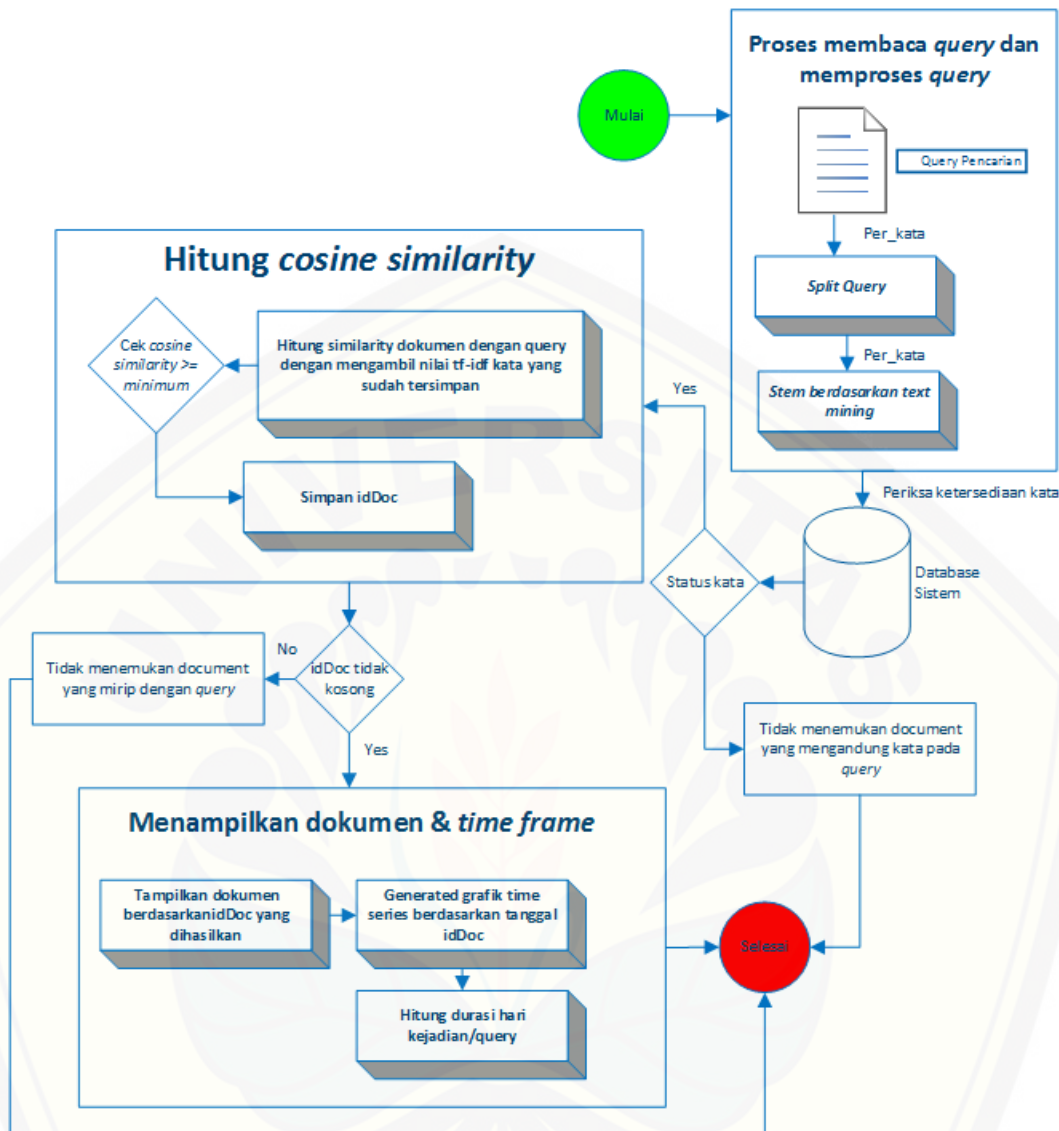 Proses membaca query dan
memproses query
Mulai
Query Pencarian
Per_kata
Split Query
Per_kata
Stem berdasarkan text
mining
Hitung cosine similarity
Cek cosine
similarity >=
minimum
Hitung similarity dokumen dengan query
dengan mengambil nilai tf-idf kata yang
sudah tersimpan
Simpan idDoc
Yes
Periksa ketersediaan kata
Status kata
Database
Sistem
No
idDoc tidak
kosong
Tidak menemukan document
yang mirip dengan query
Yes
Tidak menemukan document
yang mengandung kata pada
query
Menampilkan dokumen & time frame
Tampilkan dokumen
berdasarkanidDoc yang
dihasilkan
Generated grafik time
series berdasarkan tanggal
idDoc
Hitung durasi hari
kejadian/query
Selesai
UNIVERSITAS